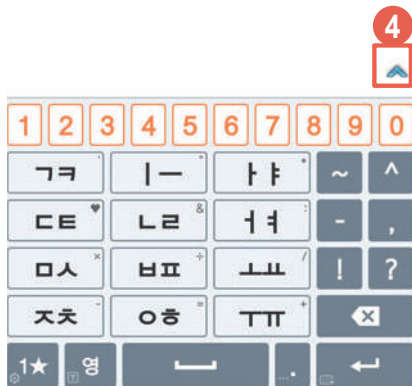 4
1 2 3 4 5 6 7 8 9 0
ㄱㅋ ' ㅣㅡ " ㅏㅑ • ~ ^
ㄷㅌ ♥ ㄴㄹ & ㅓㅕ : - ,
ㅁㅅ × ㅂㅍ ÷ ㅗㅛ / ! ?
ㅈㅊ - ㅇㅎ = ㅜㅠ +
1★ 영 ... .